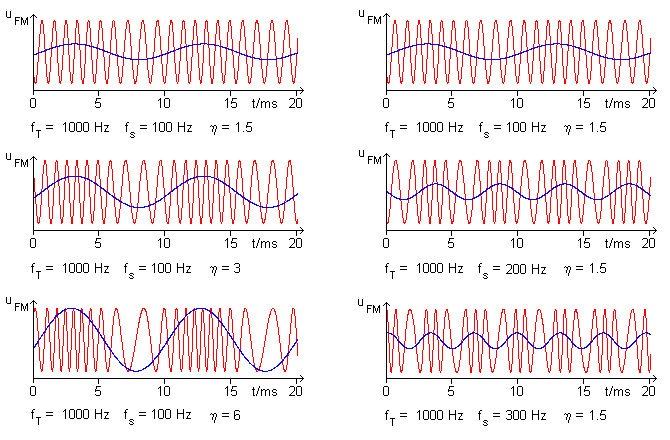 u FM u FM
0 5 10 15 t/ms 20 0 5 10 15 t/ms 20
f T = 1000 Hz f s = 100 Hz η = 1.5 f T = 1000 Hz f s = 100 Hz η = 1.5
u FM u FM
0 5 10 15 t/ms 20 0 5 10 15 t/ms 20
f T = 1000 Hz f s = 100 Hz η = 3 f T = 1000 Hz f s = 200 Hz η = 1.5
u FM u FM
0 5 10 15 t/ms 20 0 5 10 15 t/ms 20
f T = 1000 Hz f s = 100 Hz η = 6 f T = 1000 Hz f s = 300 Hz η = 1.5